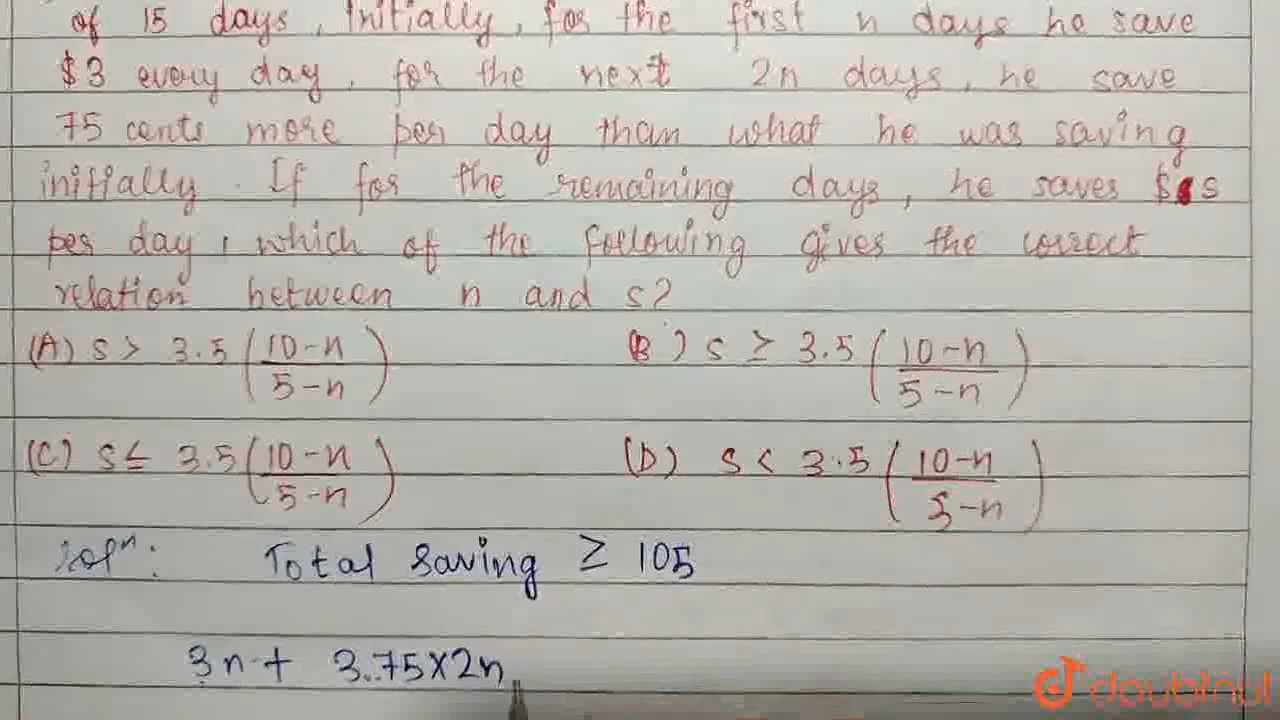 of 15 days, Initially, for the first n days he save
$3 every day, for the next 2n days, he save
75 cents more per day than what he was saving
initially. If for the remaining days, he saves $ s
per day, which of the following gives the correct
relation between n and s?
(A) s > 3.5 (10-n / 5-n) (B) s ≥ 3.5 (10-n / 5-n)
(C) s ≤ 3.5 (10-n / 5-n) (D) s < 3.5 (10-n / 5-n)
Solⁿ: Total Saving ≥ 105
3n + 3.75×2n
doubtnut